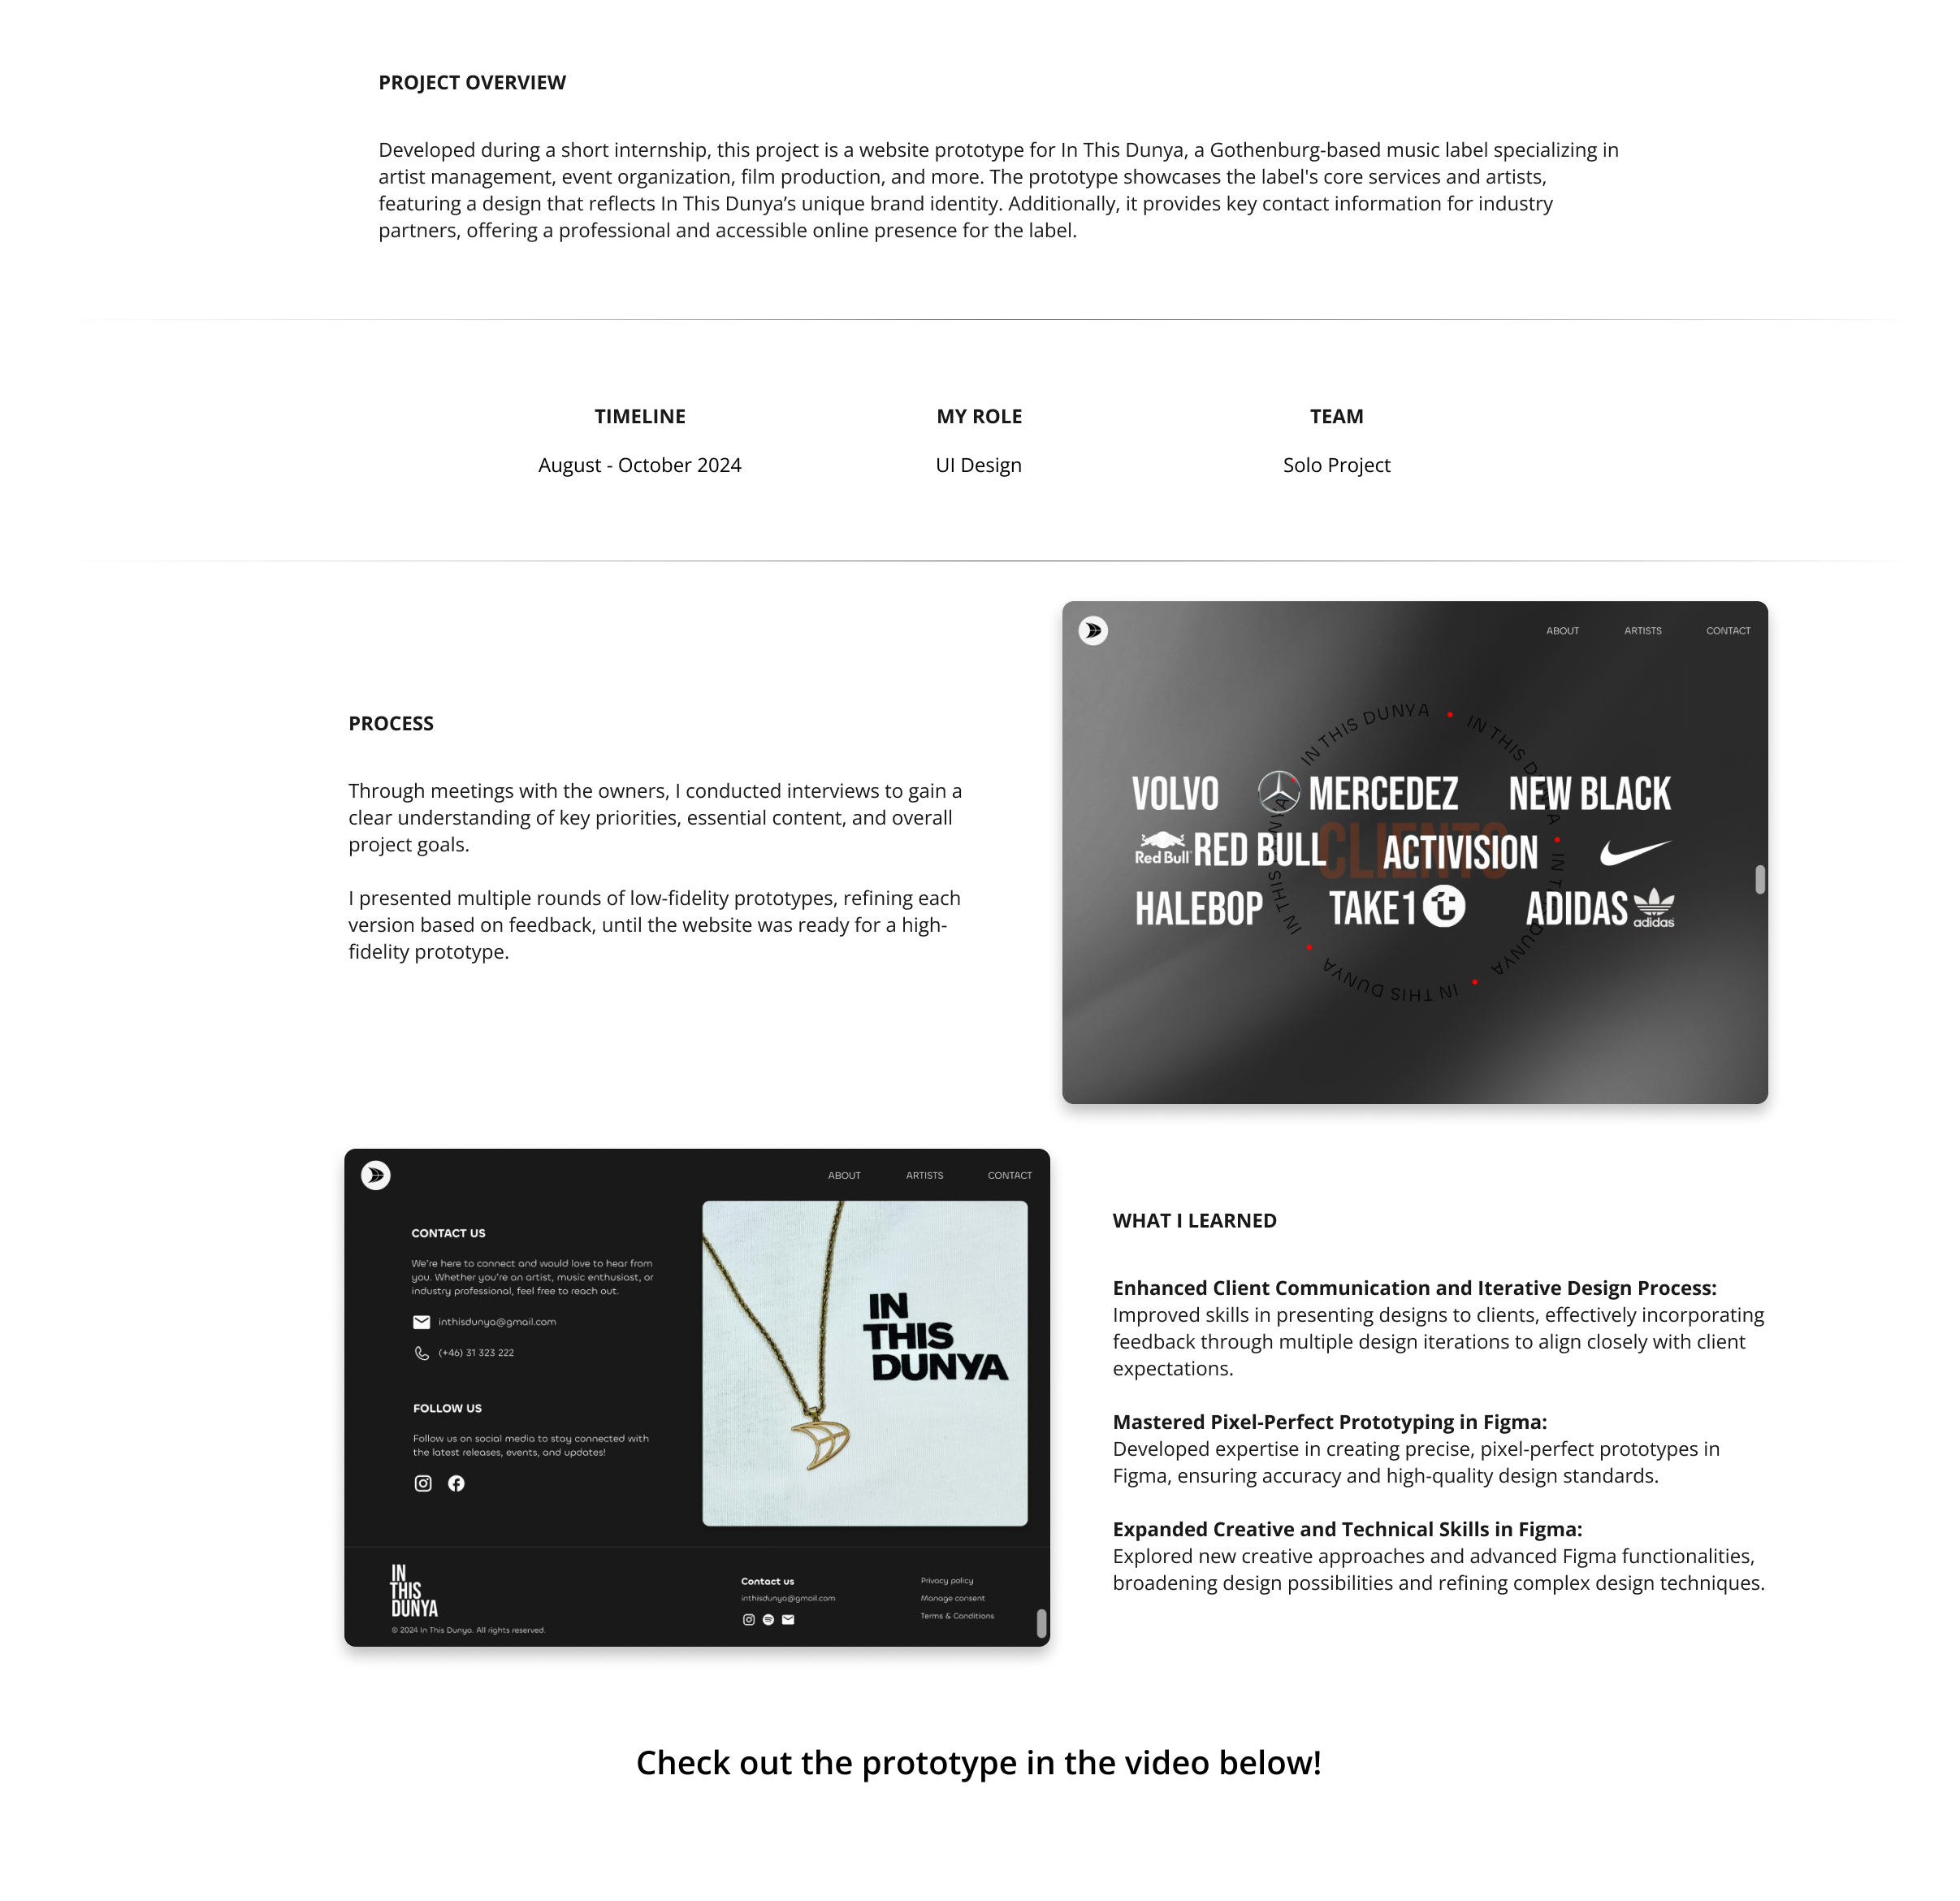 PROJECT OVERVIEW
Developed during a short internship, this project is a website prototype for In This Dunya, a Gothenburg-based music label specializing in
artist management, event organization, film production, and more. The prototype showcases the label's core services and artists,
featuring a design that reflects In This Dunya’s unique brand identity. Additionally, it provides key contact information for industry
partners, offering a professional and accessible online presence for the label.
TIMELINE
August - October 2024
MY ROLE
UI Design
TEAM
Solo Project
PROCESS
Through meetings with the owners, I conducted interviews to gain a
clear understanding of key priorities, essential content, and overall
project goals.
I presented multiple rounds of low-fidelity prototypes, refining each
version based on feedback, until the website was ready for a high-
fidelity prototype.
ABOUT ARTISTS CONTACT
IN THIS DUNYA • IN THIS DUNYA • IN THIS DUNYA • IN THIS DUNYA • IN THIS DUNYA
CLIENTS
VOLVO MERCEDEZ NEW BLACK
Red Bull RED BULL ACTIVISION
HALEBOP TAKE1 ADIDAS adidas
ABOUT ARTISTS CONTACT
CONTACT US
We're here to connect and would love to hear from
you. Whether you're an artist, music enthusiast, or
industry professional, feel free to reach out.
inthisdunya@gmail.com
(+46) 31 323 222
FOLLOW US
Follow us on social media to stay connected with
the latest releases, events, and updates!
IN
THIS
DUNYA
IN
THIS
DUNYA
© 2024 In This Dunya. All rights reserved.
Contact us
inthisdunya@gmail.com
Privacy policy
Manage consent
Terms & Conditions
WHAT I LEARNED
Enhanced Client Communication and Iterative Design Process:
Improved skills in presenting designs to clients, effectively incorporating
feedback through multiple design iterations to align closely with client
expectations.
Mastered Pixel-Perfect Prototyping in Figma:
Developed expertise in creating precise, pixel-perfect prototypes in
Figma, ensuring accuracy and high-quality design standards.
Expanded Creative and Technical Skills in Figma:
Explored new creative approaches and advanced Figma functionalities,
broadening design possibilities and refining complex design techniques.
Check out the prototype in the video below!